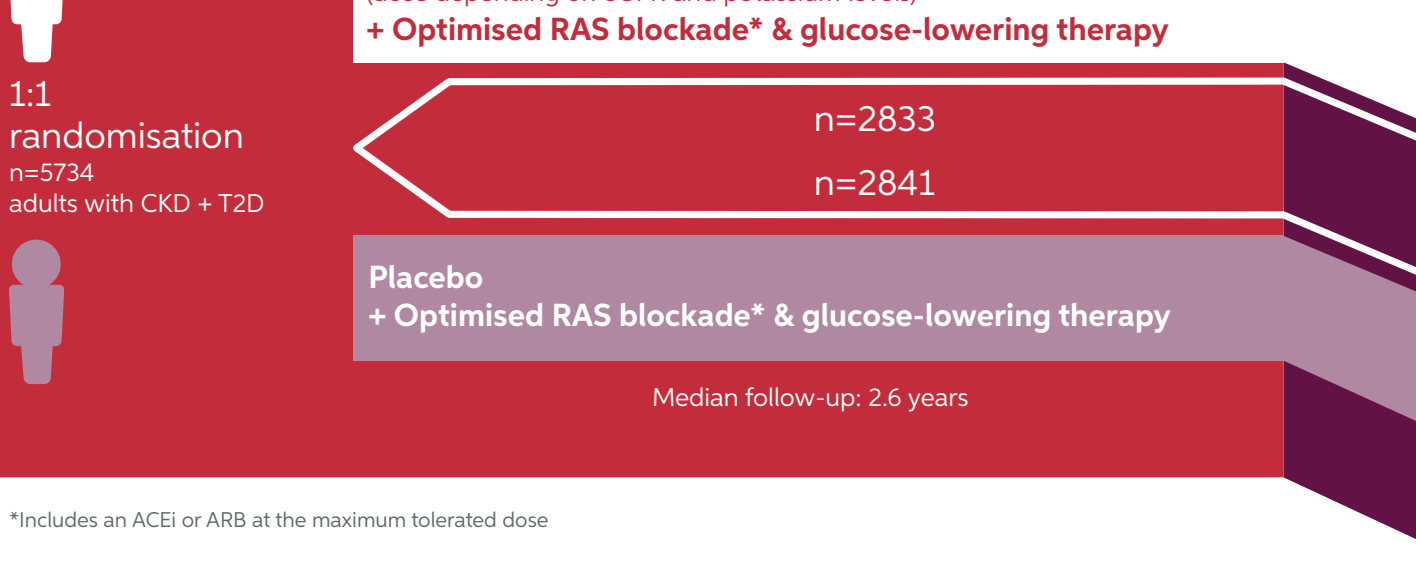 + Optimised RAS blockade* & glucose-lowering therapy
1:1
randomisation
n=5734
adults with CKD + T2D
n=2833
n=2841
Placebo
+ Optimised RAS blockade* & glucose-lowering therapy
Median follow-up: 2.6 years
*Includes an ACEi or ARB at the maximum tolerated dose